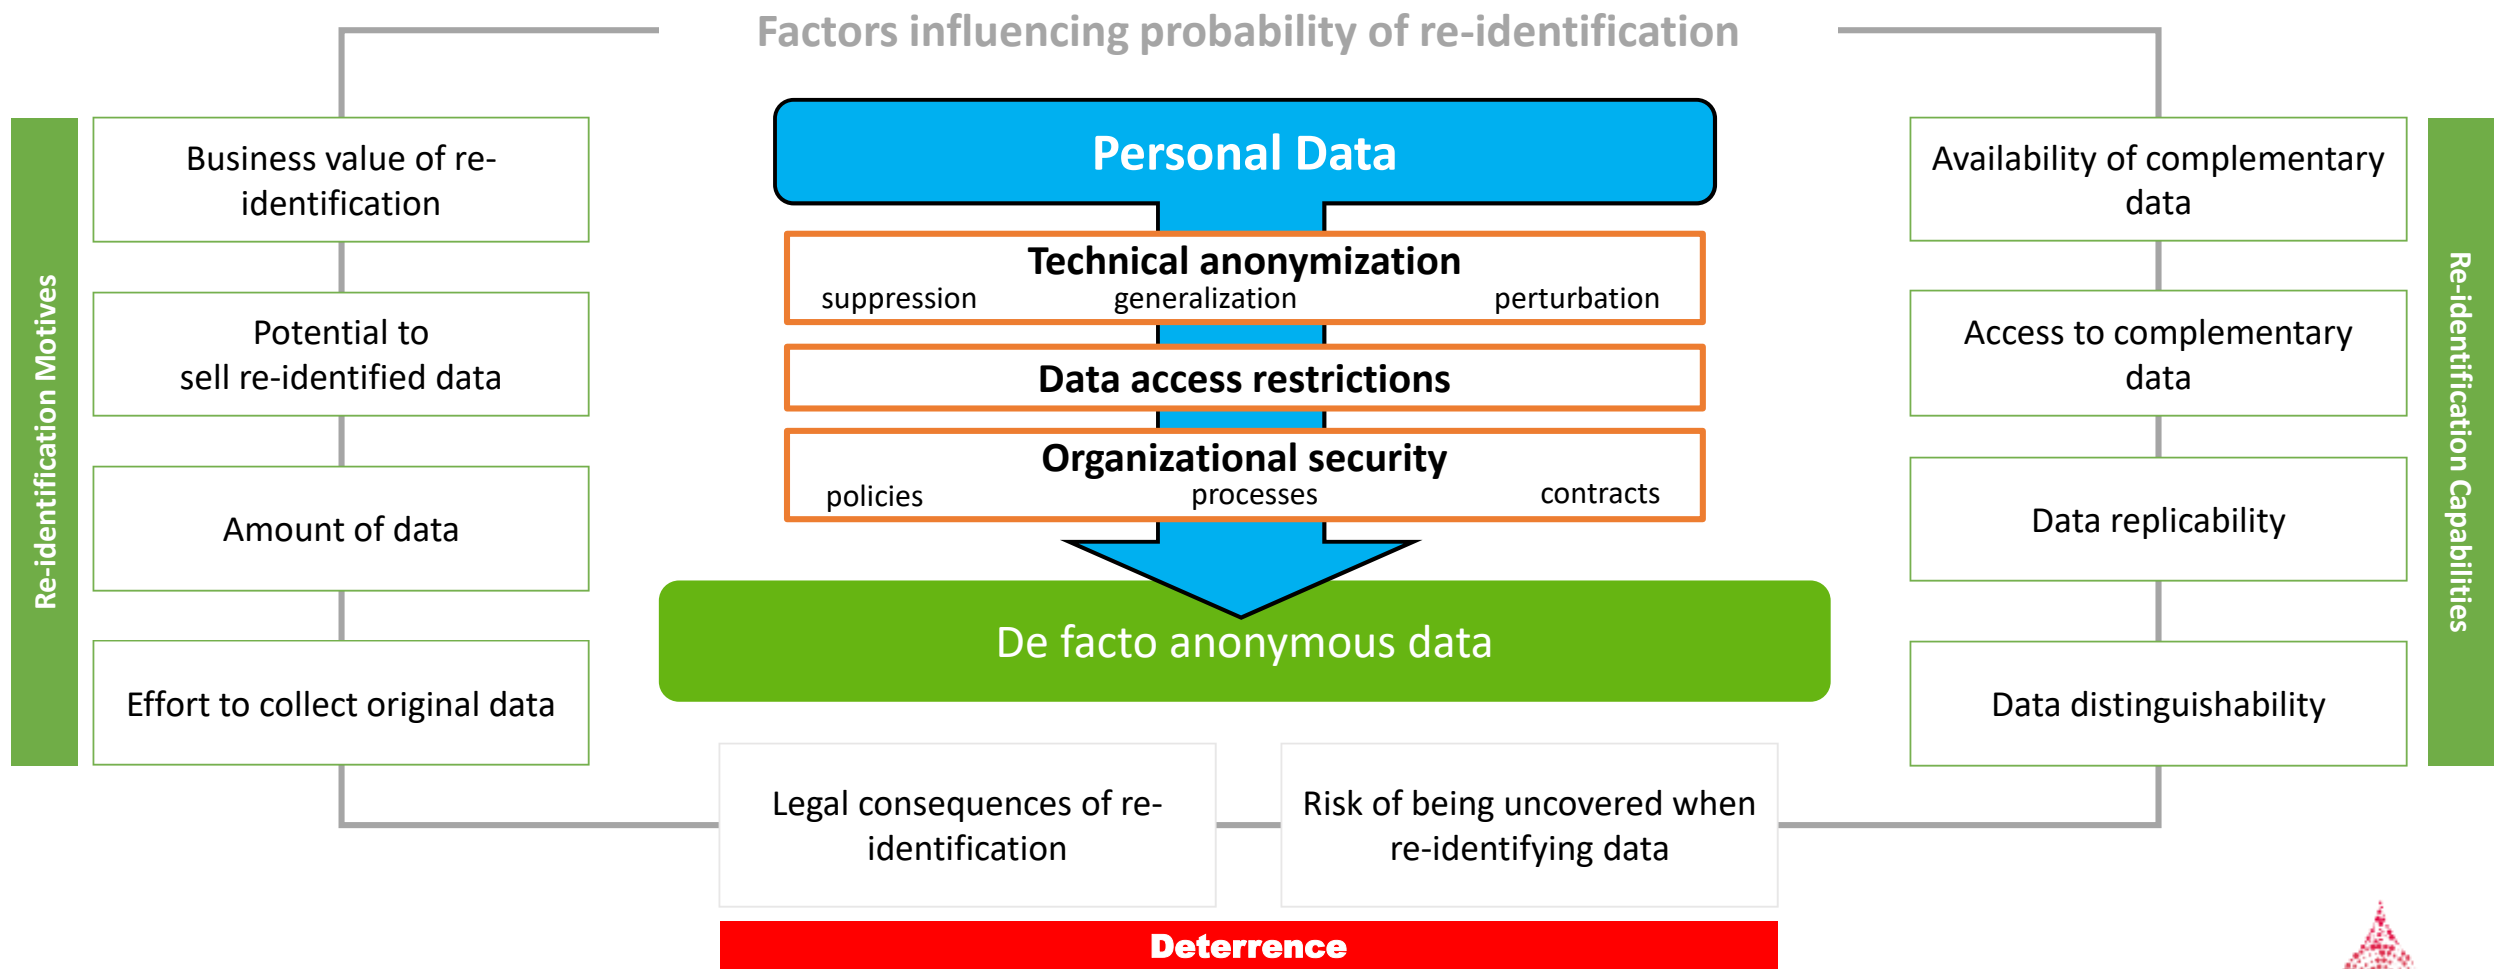 Factors influencing probability of re-identification
Re-identification Motives
Business value of re-
identification
Potential to
sell re-identified data
Amount of data
Effort to collect original data
Personal Data
Technical anonymization
suppression generalization perturbation
Data access restrictions
Organizational security
policies processes contracts
De facto anonymous data
Legal consequences of re-
identification
Risk of being uncovered when
re-identifying data
Deterrence
Availability of complementary
data
Access to complementary
data
Data replicability
Data distinguishability
Re-identification Capabilities